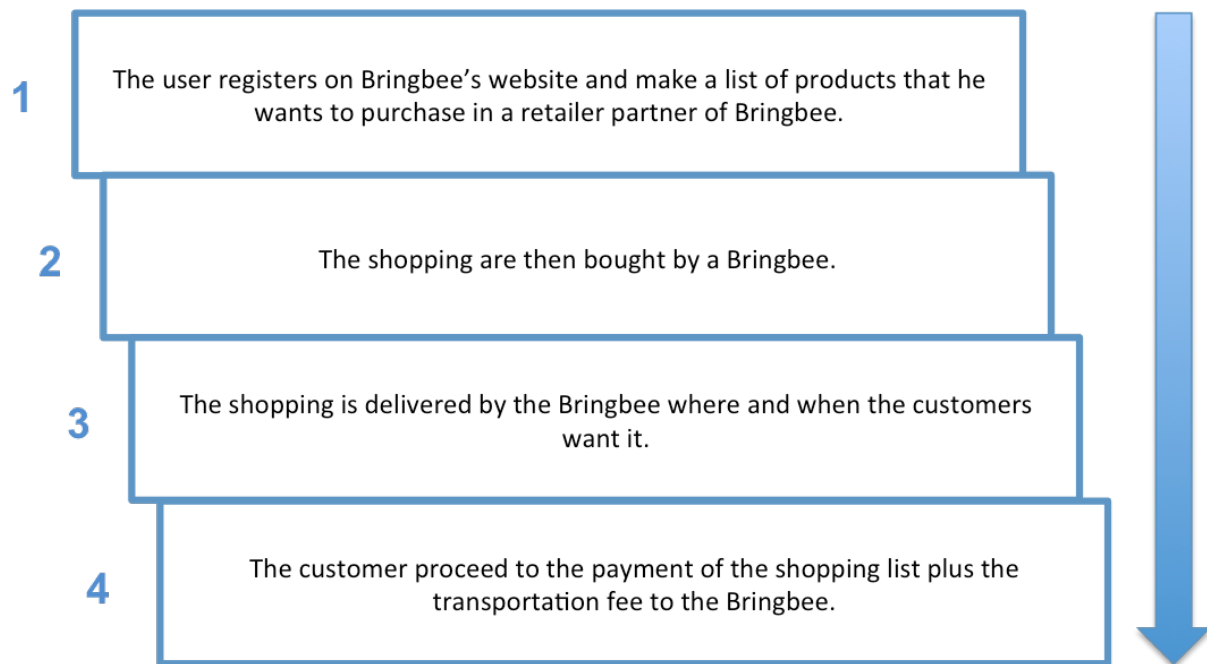 1
The user registers on Bringbee’s website and make a list of products that he
wants to purchase in a retailer partner of Bringbee.
2
The shopping are then bought by a Bringbee.
3
The shopping is delivered by the Bringbee where and when the customers
want it.
4
The customer proceed to the payment of the shopping list plus the
transportation fee to the Bringbee.